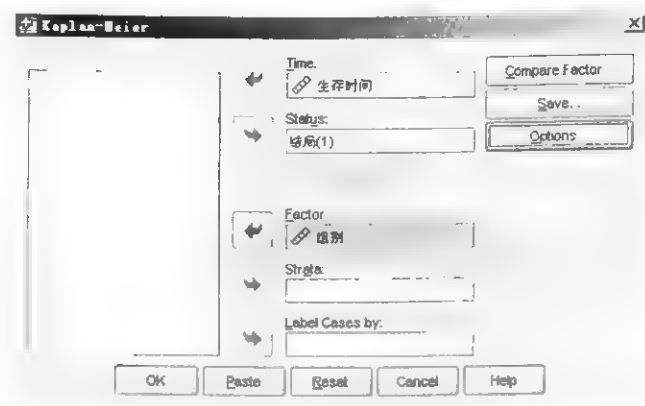 Kaplan-Meier
Time:
生存时间
Status:
结局(1)
Factor
组别
Strata:
Label Cases by:
Compare Factor
Save...
Options
OK
Paste
Reset
Cancel
Help